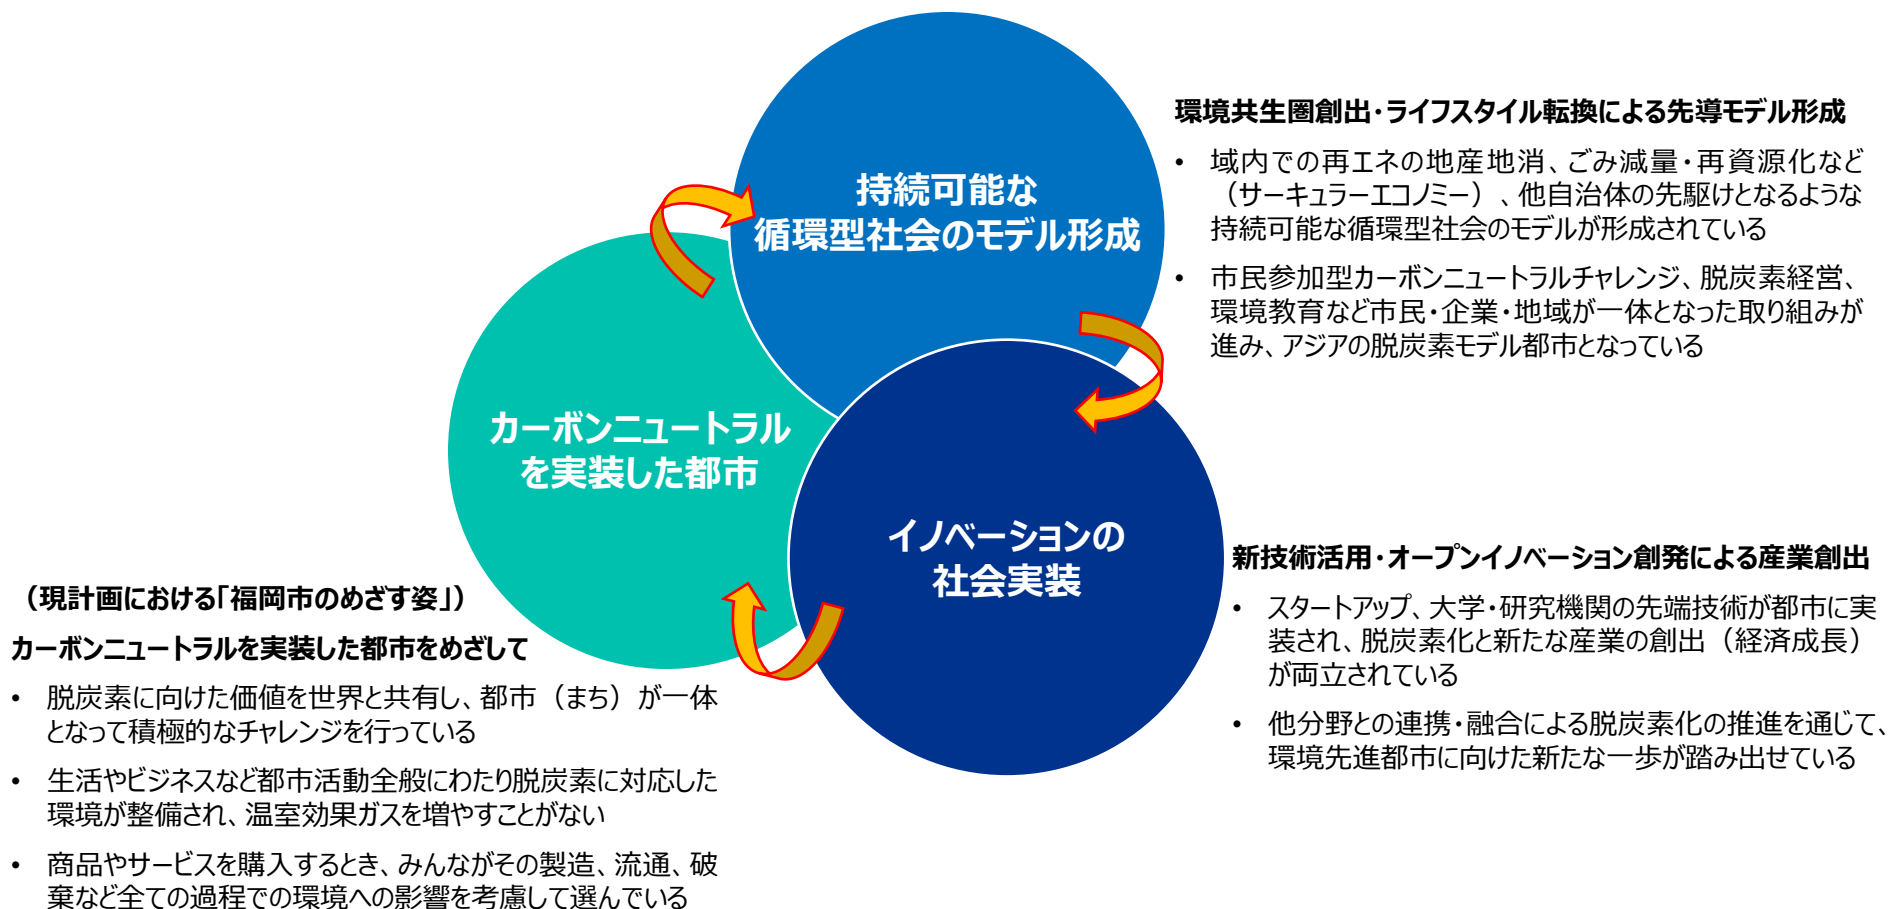 持続可能な
循環型社会のモデル形成
カーボンニュートラル
を実装した都市
イノベーションの
社会実装
環境共生圏創出・ライフスタイル転換による先導モデル形成
• 域内での再エネの地産地消、ごみ減量・再資源化など
（サーキュラーエコノミー）、他自治体の先駆けとなるような
持続可能な循環型社会のモデルが形成されている
• 市民参加型カーボンニュートラルチャレンジ、脱炭素経営、
環境教育など市民・企業・地域が一体となった取り組みが
進み、アジアの脱炭素モデル都市となっている
新技術活用・オープンイノベーション創発による産業創出
• スタートアップ、大学・研究機関の先端技術が都市に実
装され、脱炭素化と新たな産業の創出（経済成長）
が両立されている
• 他分野との連携・融合による脱炭素化の推進を通じて、
環境先進都市に向けた新たな一歩が踏み出せている
（現計画における「福岡市のめざす姿」）
カーボンニュートラルを実装した都市をめざして
• 脱炭素に向けた価値を世界と共有し、都市（まち）が一体
となって積極的なチャレンジを行っている
• 生活やビジネスなど都市活動全般にわたり脱炭素に対応した
環境が整備され、温室効果ガスを増やすことがない
• 商品やサービスを購入するとき、みんながその製造、流通、破
棄など全ての過程での環境への影響を考慮して選んでいる